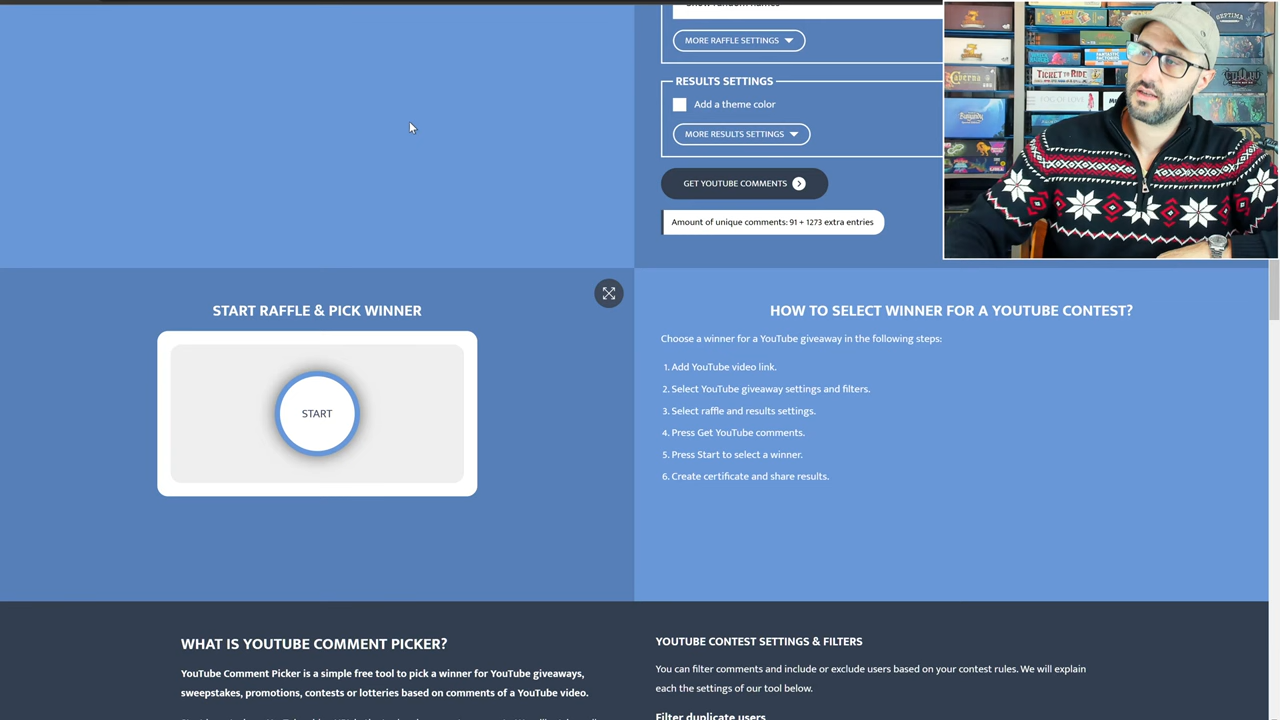 MORE RAFFLE SETTINGS
RESULTS SETTINGS
Add a theme color
MORE RESULTS SETTINGS
GET YOUTUBE COMMENTS
Amount of unique comments: 91 + 1273 extra entries
SEPTIMA
TICKET TO RIDE
START RAFFLE & PICK WINNER
START
HOW TO SELECT WINNER FOR A YOUTUBE CONTEST?
Choose a winner for a YouTube giveaway in the following steps:
1. Add YouTube video link.
2. Select YouTube giveaway settings and filters.
3. Select raffle and results settings.
4. Press Get YouTube comments.
5. Press Start to select a winner.
6. Create certificate and share results.
WHAT IS YOUTUBE COMMENT PICKER?
YouTube Comment Picker is a simple free tool to pick a winner for YouTube giveaways,
sweepstakes, promotions, contests or lotteries based on comments of a YouTube video.
YOUTUBE CONTEST SETTINGS & FILTERS
You can filter comments and include or exclude users based on your contest rules. We will explain
each the settings of our tool below.
Filter duplicate users